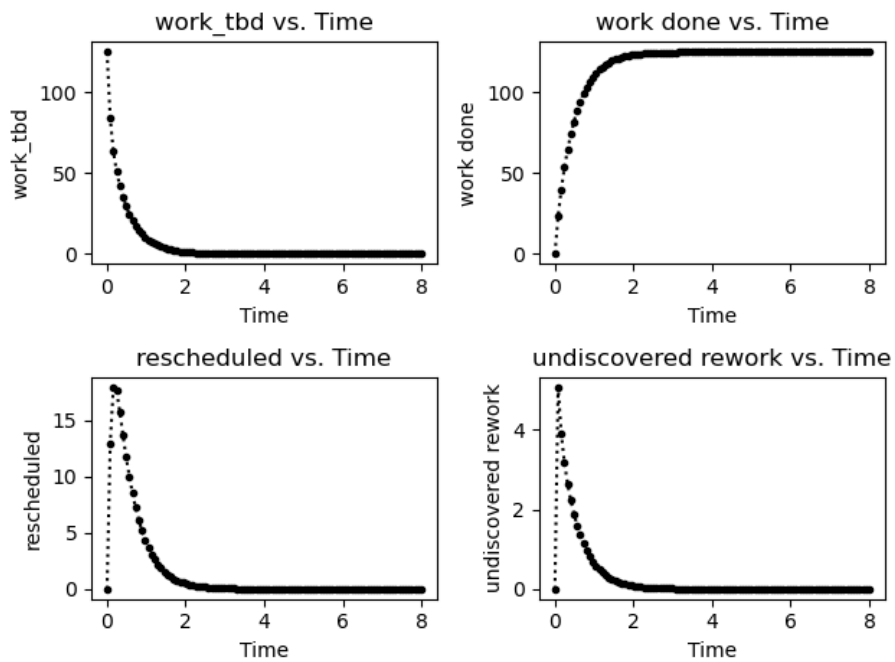 work_tbd vs. Time
work_tbd
100
50
0
0 2 4 6 8
Time
work done vs. Time
work done
100
50
0
0 2 4 6 8
Time
rescheduled vs. Time
rescheduled
15
10
5
0
0 2 4 6 8
Time
undiscovered rework vs. Time
undiscovered rework
4
2
0
0 2 4 6 8
Time